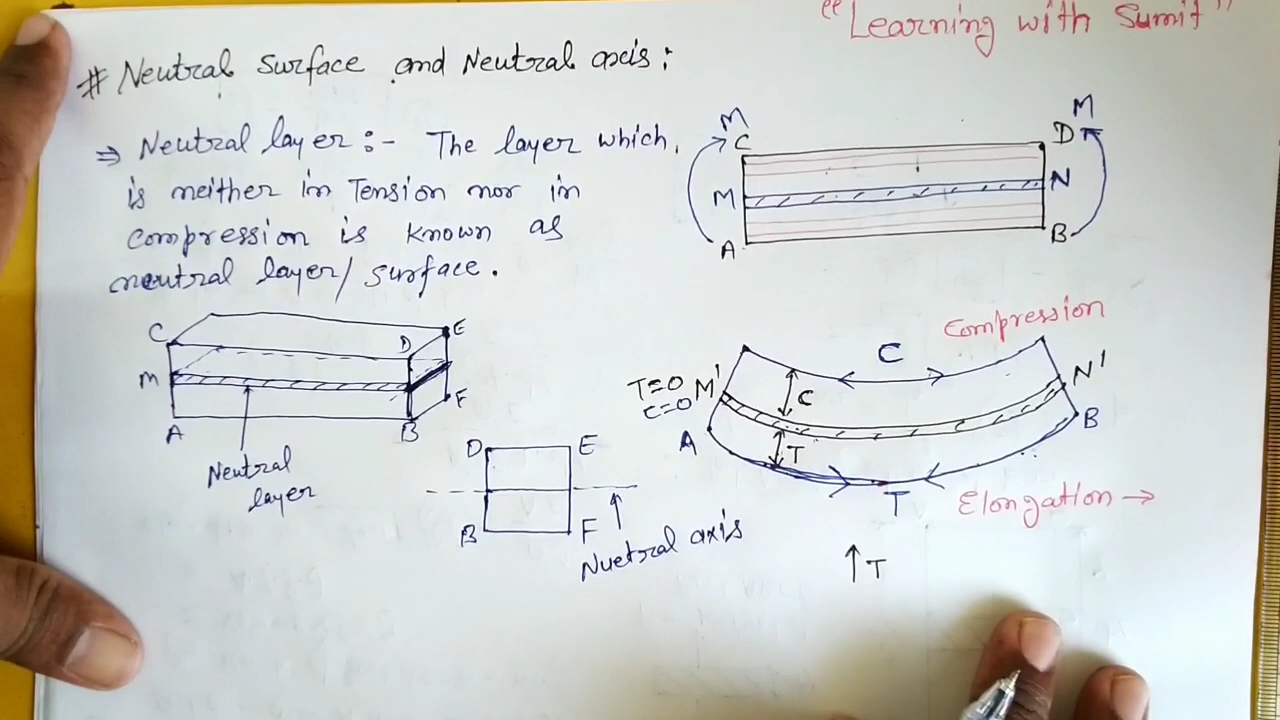 "Learning with Sumit"
# Neutral Surface and Neutral axis :
⇒ Neutral layer :- The layer which,
is neither in Tension nor in
compression is known as
neutral layer/ surface.
M
C
D
M
M
N
A
B
C
D
E
M
F
A
B
Neutral
layer
D
E
B
F
Nuetral axis
Compression
C
T=0
C=0
M'
C
N'
A
T
B
T
Elongation →
↑ T